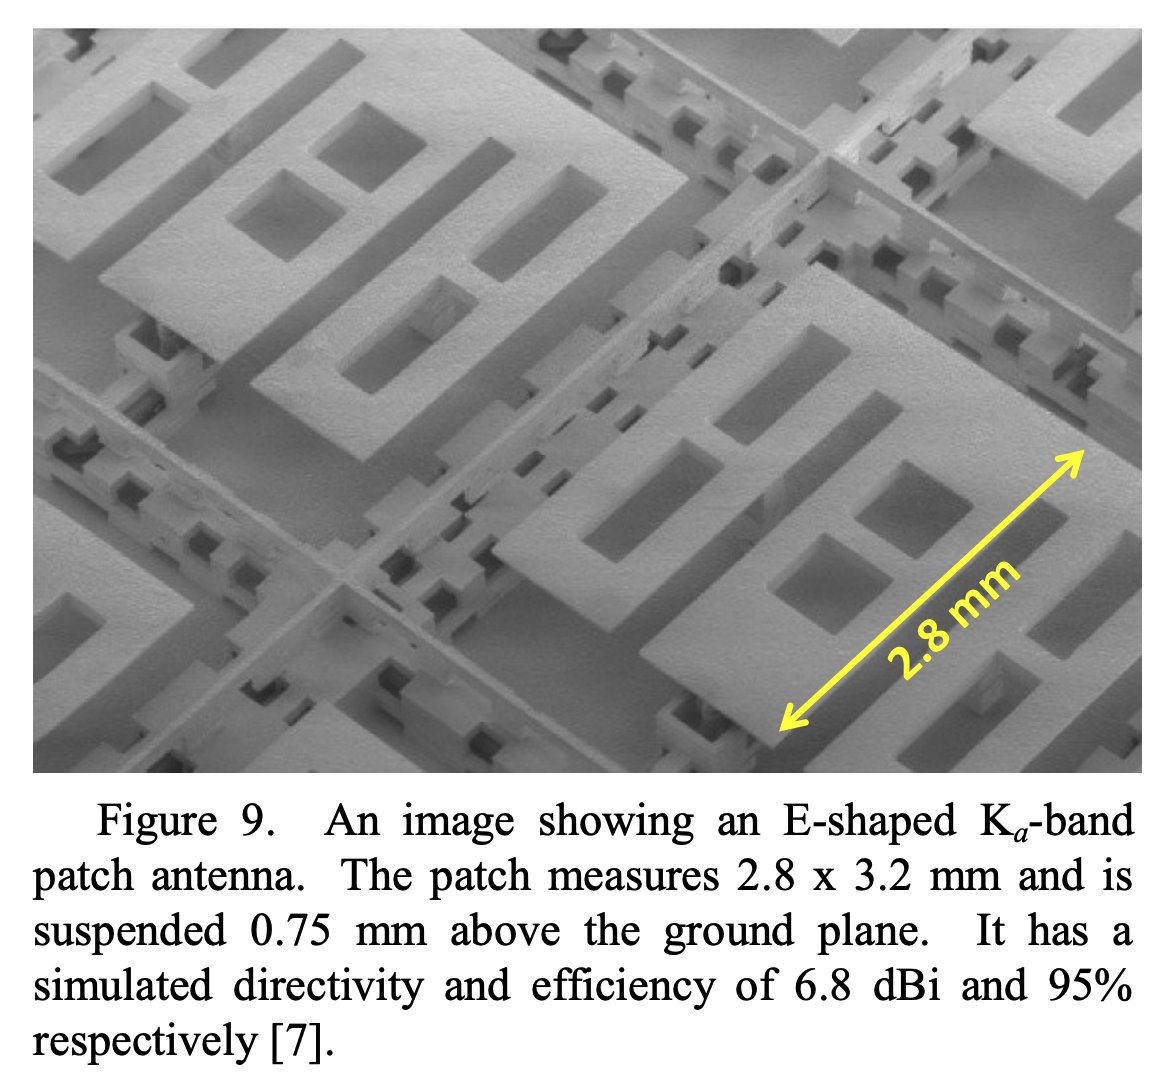 2.8 mm
Figure 9. An image showing an E-shaped Ka-band
patch antenna. The patch measures 2.8 x 3.2 mm and is
suspended 0.75 mm above the ground plane. It has a
simulated directivity and efficiency of 6.8 dBi and 95%
respectively [7].